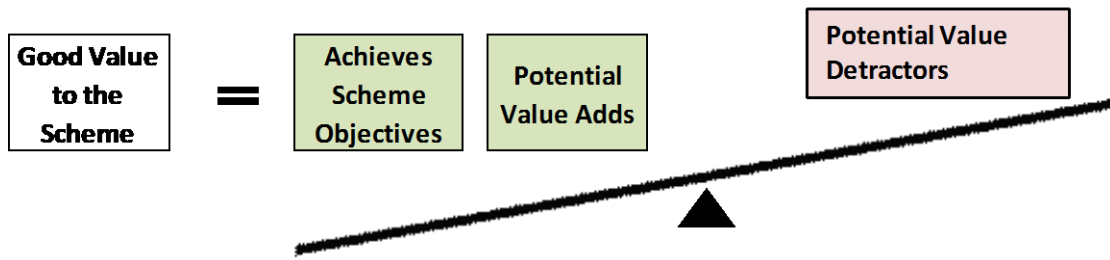 Good Value
to the
Scheme
=
Achieves
Scheme
Objectives
Potential
Value Adds
Potential Value
Detractors